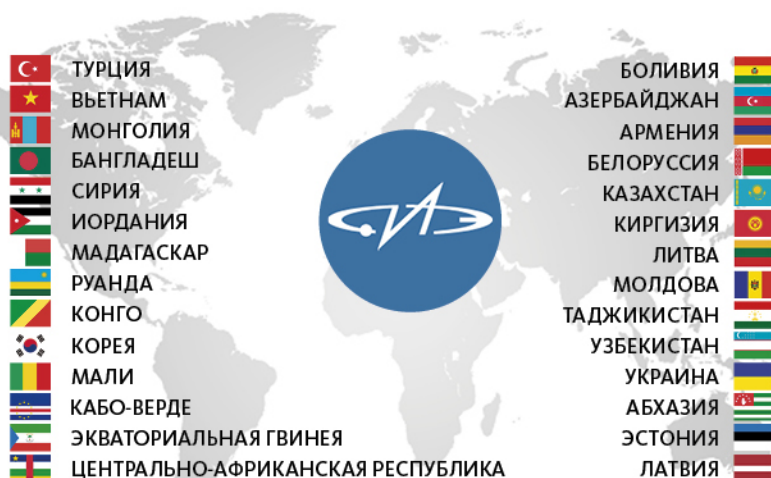 ТУРЦИЯ
ВЬЕТНАМ
МОНГОЛИЯ
БАНГЛАДЕШ
СИРИЯ
ИОРДАНИЯ
МАДАГАСКАР
РУАНДА
КОНГО
КОРЕЯ
МАЛИ
КАБО-ВЕРДЕ
ЭКВАТОРИАЛЬНАЯ ГВИНЕЯ
ЦЕНТРАЛЬНО-АФРИКАНСКАЯ РЕСПУБЛИКА
ИАЭ
БОЛИВИЯ
АЗЕРБАЙДЖАН
АРМЕНИЯ
БЕЛОРУССИЯ
КАЗАХСТАН
КИРГИЗИЯ
ЛИТВА
МОЛДОВА
ТАДЖИКИСТАН
УЗБЕКИСТАН
УКРАИНА
АБХАЗИЯ
ЭСТОНИЯ
ЛАТВИЯ